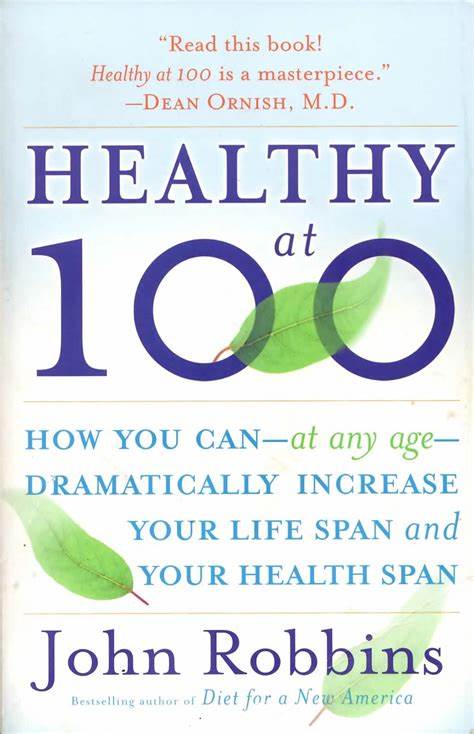 “Read this book!
Healthy at 100 is a masterpiece.”
—DEAN ORNISH, M.D.
HEALTHY
at
100
HOW YOU CAN—at any age—
DRAMATICALLY INCREASE
YOUR LIFE SPAN and
YOUR HEALTH SPAN
John Robbins
Bestselling author of Diet for a New America